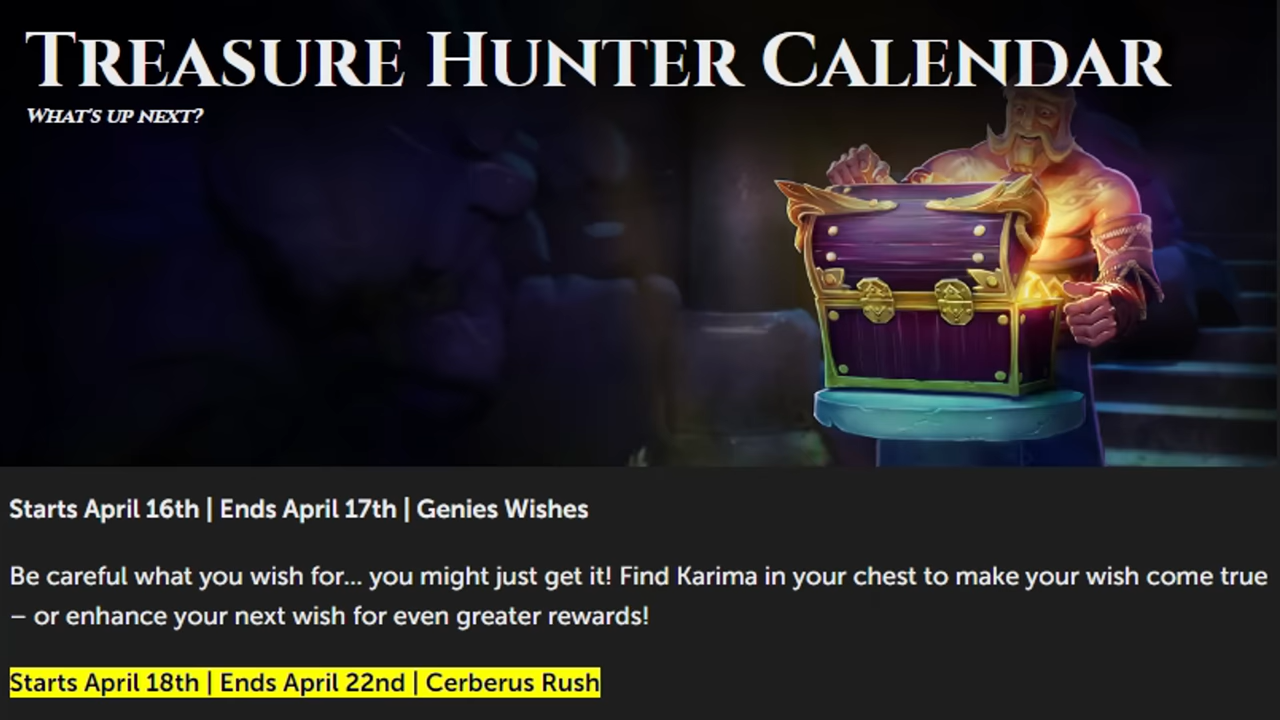 TREASURE HUNTER CALENDAR
WHAT'S UP NEXT?
Starts April 16th | Ends April 17th | Genies Wishes
Be careful what you wish for... you might just get it! Find Karima in your chest to make your wish come true
– or enhance your next wish for even greater rewards!
Starts April 18th | Ends April 22nd | Cerberus Rush